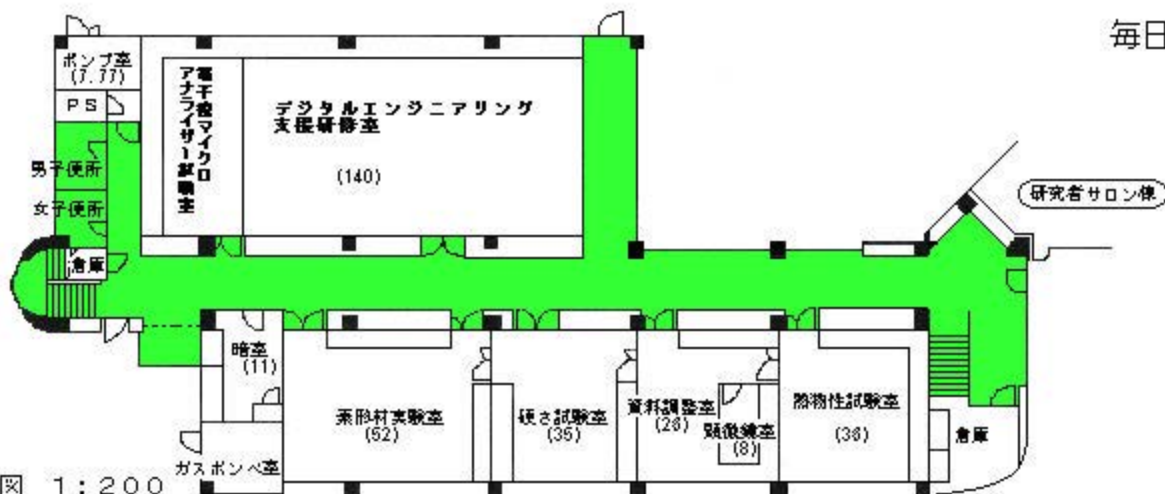 毎日
ポンプ室
(7.77)
PS
電子線マイクロ
アナライザー試験室
デジタルエンジニアリング
支援研修室
(140)
男子便所
女子便所
研究者サロン棟
倉庫
暗室
(11)
素形材実験室
(52)
硬さ試験室
(35)
資料調整室
(26)
顕微鏡室
(8)
熱物性試験室
(36)
倉庫
ガスボンベ室
図 1:200